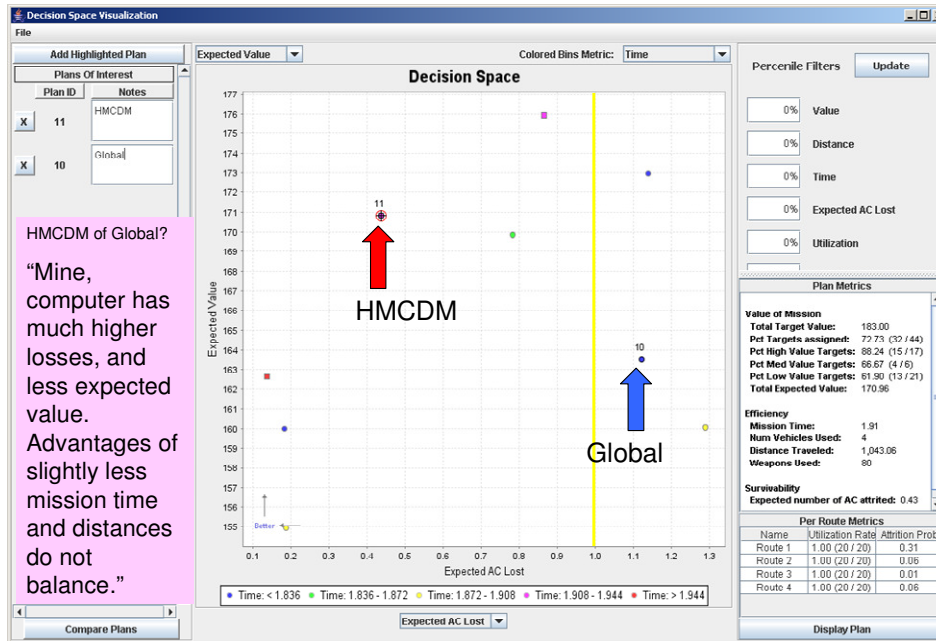 Decision Space Visualization
File
Add Highlighted Plan
Plans Of Interest
Plan ID Notes
X 11 HMCDM
X 10 Global
HMCDM of Global?
"Mine,
computer has
much higher
losses, and
less expected
value.
Advantages of
slightly less
mission time
and distances
do not
balance."
Compare Plans
Expected Value
Colored Bins Metric: Time
Decision Space
177
176
175
174
173
172
171
170
169
168
167
166
165
164
163
162
161
160
159
158
157
156
155
Expected Value
11
HMCDM
10
Global
Better
0.1 0.2 0.3 0.4 0.5 0.6 0.7 0.8 0.9 1.0 1.1 1.2 1.3
Expected AC Lost
Time: < 1.836 Time: 1.836 - 1.872 Time: 1.872 - 1.908 Time: 1.908 - 1.944 Time: > 1.944
Expected AC Lost
Percenile Filters Update
0% Value
0% Distance
0% Time
0% Expected AC Lost
0% Utilization
Plan Metrics
Value of Mission
Total Target Value: 183.00
Pct Targets assigned: 72.73 (32 / 44)
Pct High Value Targets: 88.24 (15 / 17)
Pct Med Value Targets: 66.67 (4 / 6)
Pct Low Value Targets: 61.90 (13 / 21)
Total Expected Value: 170.96
Efficiency
Mission Time: 1.91
Num Vehicles Used: 4
Distance Traveled: 1,043.06
Weapons Used: 80
Survivability
Expected number of AC attrited: 0.43
Per Route Metrics
Name Utilization Rate Attrition Prob
Route 1 1.00 (20 / 20) 0.31
Route 2 1.00 (20 / 20) 0.06
Route 3 1.00 (20 / 20) 0.01
Route 4 1.00 (20 / 20) 0.06
Display Plan